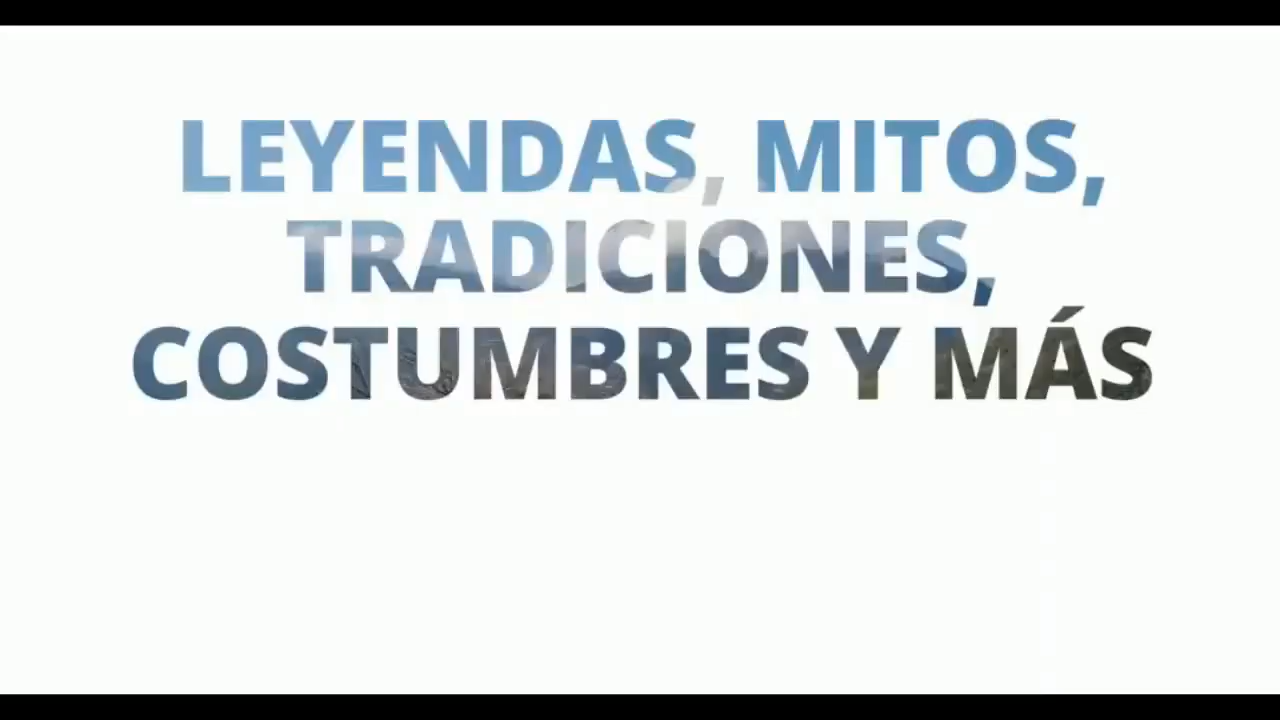 LEYENDAS, MITOS,
TRADICIONES,
COSTUMBRES Y MÁS